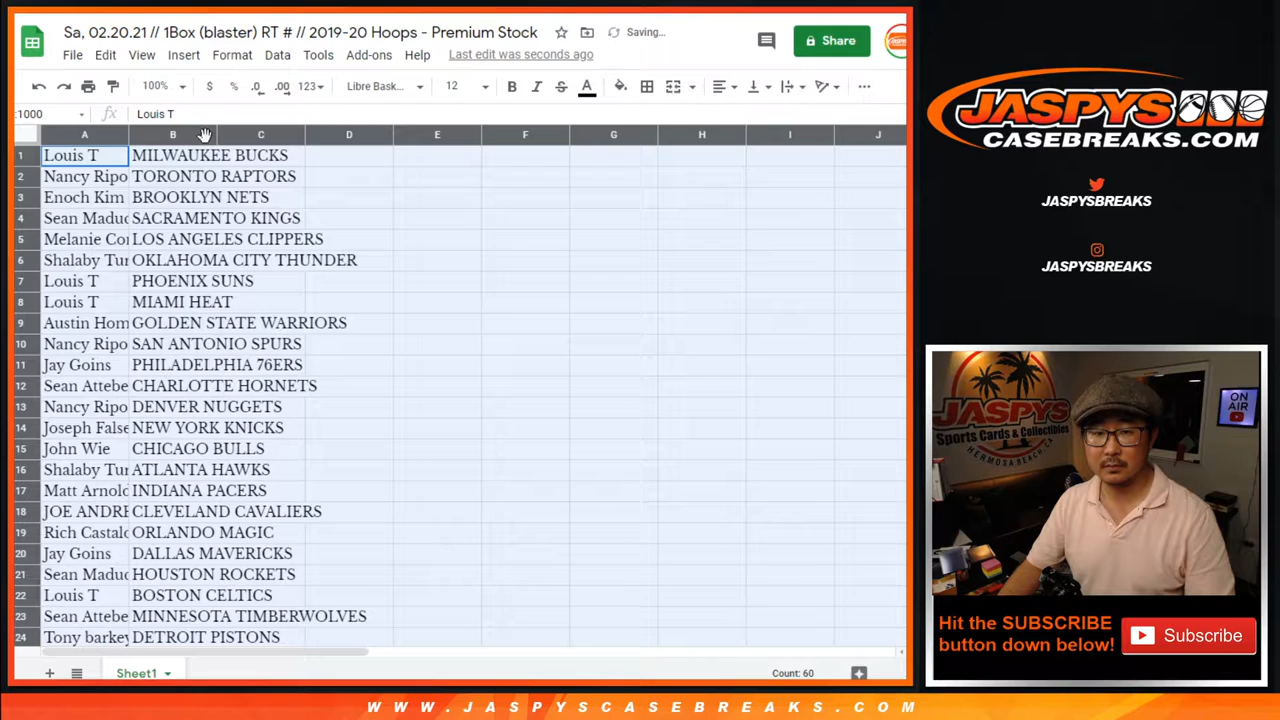 Sa, 02.20.21 // 1Box (blaster) RT # // 2019-20 Hoops - Premium Stock Saving...
File Edit View Insert Format Data Tools Add-ons Help Last edit was seconds ago
Share
100% $ % .0 .00 123 Libre Bask... 12 B I S A
:1000 fx Louis T
A B C D E F G H I J
1 Louis T MILWAUKEE BUCKS
2 Nancy Ripo TORONTO RAPTORS
3 Enoch Kim BROOKLYN NETS
4 Sean Maduc SACRAMENTO KINGS
5 Melanie Cor LOS ANGELES CLIPPERS
6 Shalaby Tur OKLAHOMA CITY THUNDER
7 Louis T PHOENIX SUNS
8 Louis T MIAMI HEAT
9 Austin Hom GOLDEN STATE WARRIORS
10 Nancy Ripo SAN ANTONIO SPURS
11 Jay Goins PHILADELPHIA 76ERS
12 Sean Attebe CHARLOTTE HORNETS
13 Nancy Ripo DENVER NUGGETS
14 Joseph False NEW YORK KNICKS
15 John Wie CHICAGO BULLS
16 Shalaby Tur ATLANTA HAWKS
17 Matt Arnold INDIANA PACERS
18 JOE ANDRE CLEVELAND CAVALIERS
19 Rich Castalo ORLANDO MAGIC
20 Jay Goins DALLAS MAVERICKS
21 Sean Maduc HOUSTON ROCKETS
22 Louis T BOSTON CELTICS
23 Sean Attebe MINNESOTA TIMBERWOLVES
24 Tony barkey DETROIT PISTONS
Sheet1 Count: 60
JASPYS
CASEBREAKS.COM
JASPYSBREAKS
JASPYSBREAKS
JASPYS
Sports Cards & Collectibles
HERMOSA BEACH, CA
ON AIR
Hit the SUBSCRIBE
button down below!
Subscribe
WWW.JASPYSCASEBREAKS.COM